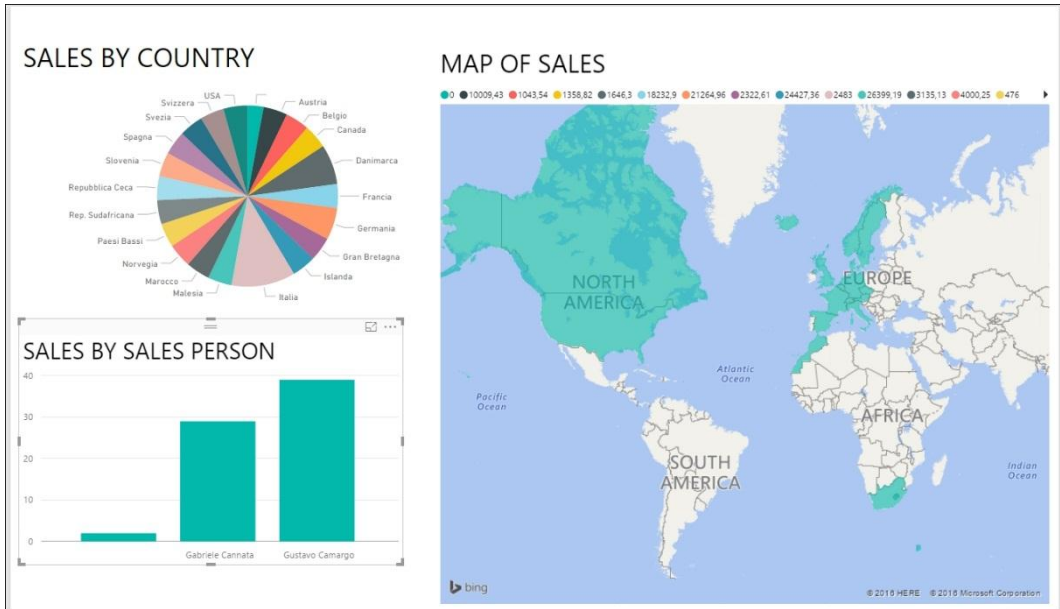 SALES BY COUNTRY
USA
Austria
Svizzera
Belgio
Svezia
Canada
Spagna
Danimarca
Slovenia
Repubblica Ceca
Francia
Rep. Sudafricana
Germania
Paesi Bassi
Gran Bretagna
Norvegia
Islanda
Marocco
Malesia
Italia
SALES BY SALES PERSON
40
30
20
10
0
Gabriele Cannata Gustavo Camargo
MAP OF SALES
0 10009,43 1043,54 1358,82 1646,3 18232,9 21264,96 2322,61 24427,36 2483 26399,19 3135,13 4000,25 476
NORTH
AMERICA
EUROPE
Atlantic
Ocean
Pacific
Ocean
AFRICA
SOUTH
AMERICA
Indian
Ocean
bing
© 2016 HERE © 2016 Microsoft Corporation